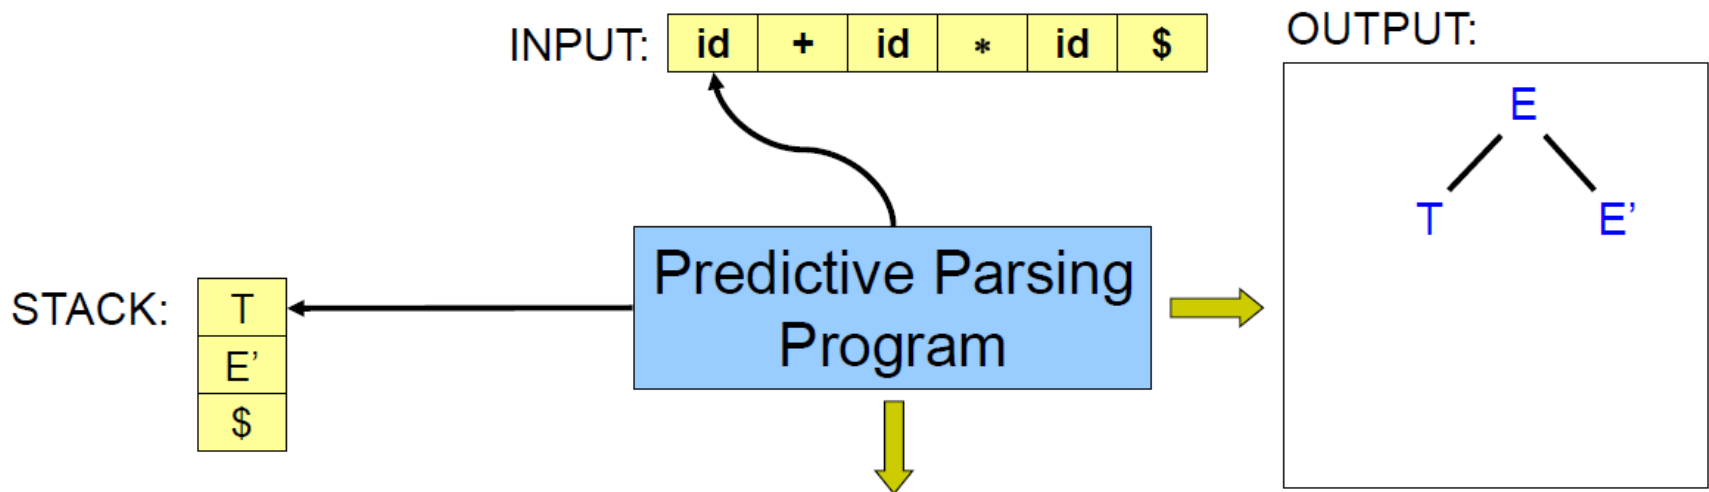 INPUT: id + id * id $
OUTPUT:
E
T E’
Predictive Parsing
Program
STACK: T
E’
$